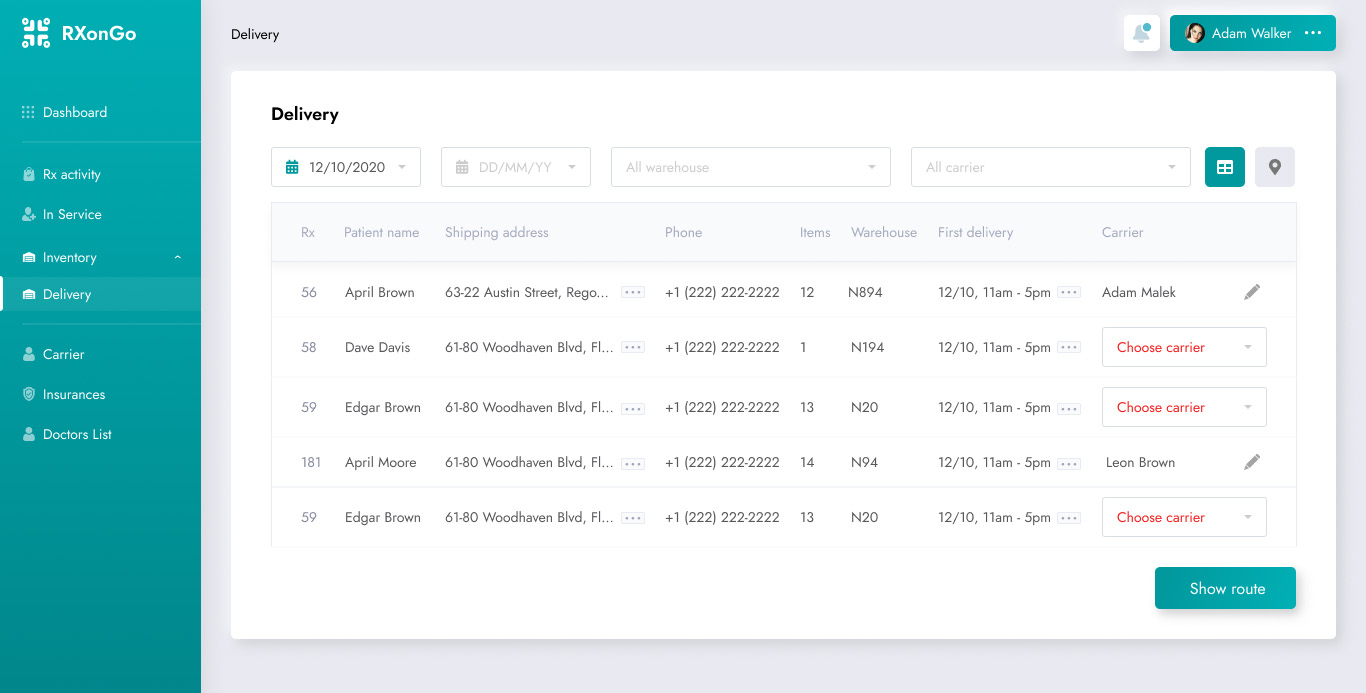 RXonGo
Dashboard
Rx activity
In Service
Inventory
Delivery
Carrier
Insurances
Doctors List
Delivery
Adam Walker
Delivery
12/10/2020 DD/MM/YY All warehouse All carrier
Rx Patient name Shipping address Phone Items Warehouse First delivery Carrier
56 April Brown 63-22 Austin Street, Rego... +1 (222) 222-2222 12 N894 12/10, 11am - 5pm Adam Malek
58 Dave Davis 61-80 Woodhaven Blvd, Fl... +1 (222) 222-2222 1 N194 12/10, 11am - 5pm Choose carrier
59 Edgar Brown 61-80 Woodhaven Blvd, Fl... +1 (222) 222-2222 13 N20 12/10, 11am - 5pm Choose carrier
181 April Moore 61-80 Woodhaven Blvd, Fl... +1 (222) 222-2222 14 N94 12/10, 11am - 5pm Leon Brown
59 Edgar Brown 61-80 Woodhaven Blvd, Fl... +1 (222) 222-2222 13 N20 12/10, 11am - 5pm Choose carrier
Show route